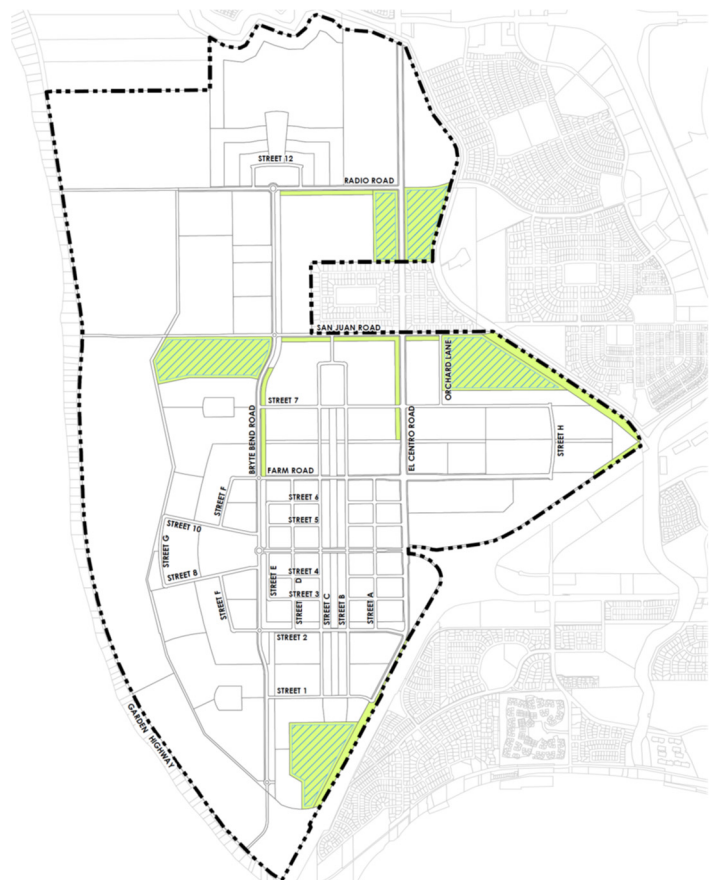 STREET 12
RADIO ROAD
SAN JUAN ROAD
ORCHARD LANE
STREET 7
BRYTE BEND ROAD
EL CENTRO ROAD
STREET H
FARM ROAD
STREET F
STREET 6
STREET 10
STREET 5
STREET G
STREET 8
STREET E
STREET 4
STREET D
STREET 3
STREET C
STREET B
STREET A
STREET F
STREET 2
STREET 1
GARDEN HIGHWAY